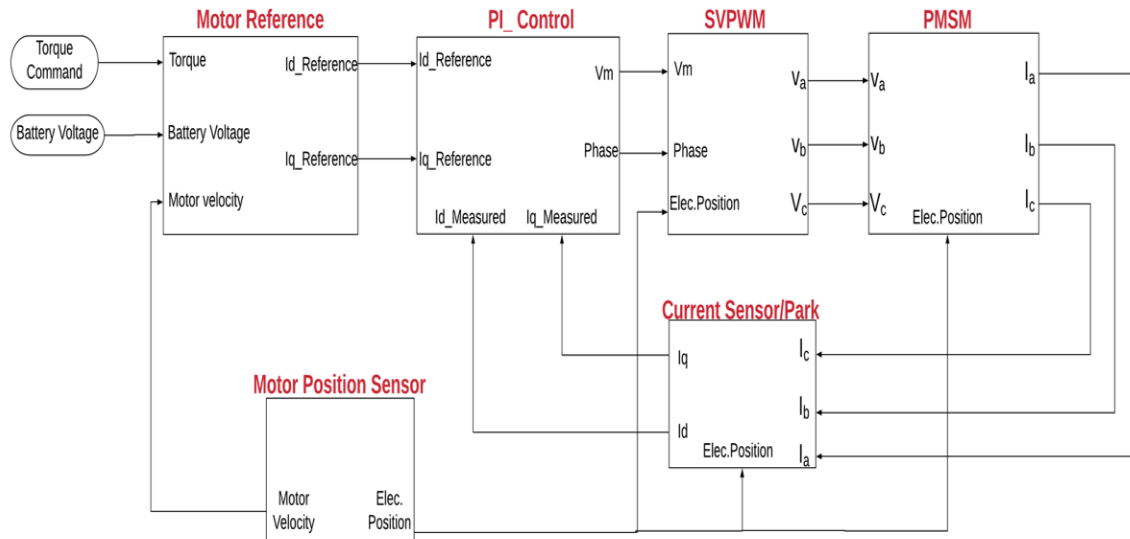 Motor Reference
PI_ Control
SVPWM
PMSM
Torque
Command
Battery Voltage
Torque
Id_Reference
Battery Voltage
Iq_Reference
Motor velocity
Id_Reference
Vm
Iq_Reference
Phase
Id_Measured
Iq_Measured
Vm
Va
Phase
Vb
Elec.Position
Vc
Va
Ia
Vb
Ib
Vc
Ic
Elec.Position
Current Sensor/Park
Iq
Ic
Ib
Id
Elec.Position
Ia
Motor Position Sensor
Motor
Velocity
Elec.
Position